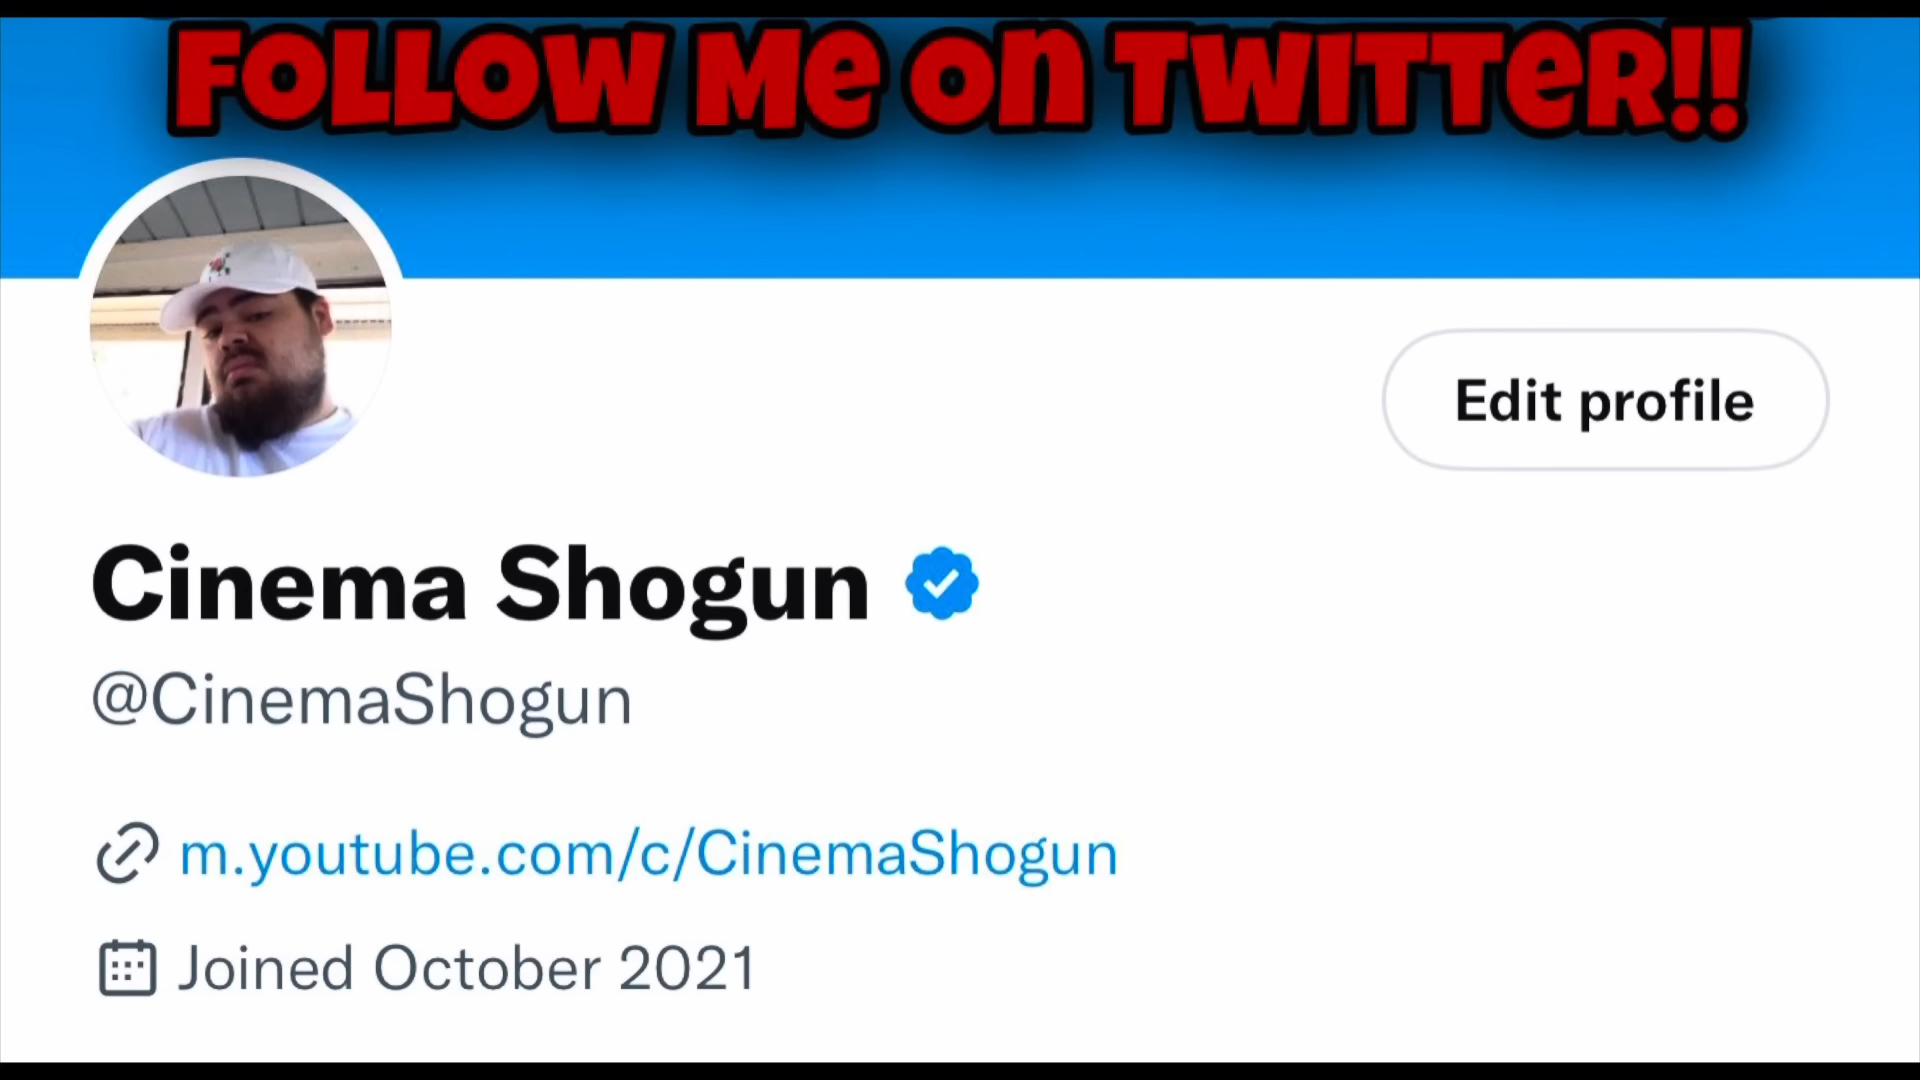 FOLLOW Me on TWITTeR!!
Edit profile
Cinema Shogun
@CinemaShogun
m.youtube.com/c/CinemaShogun
Joined October 2021